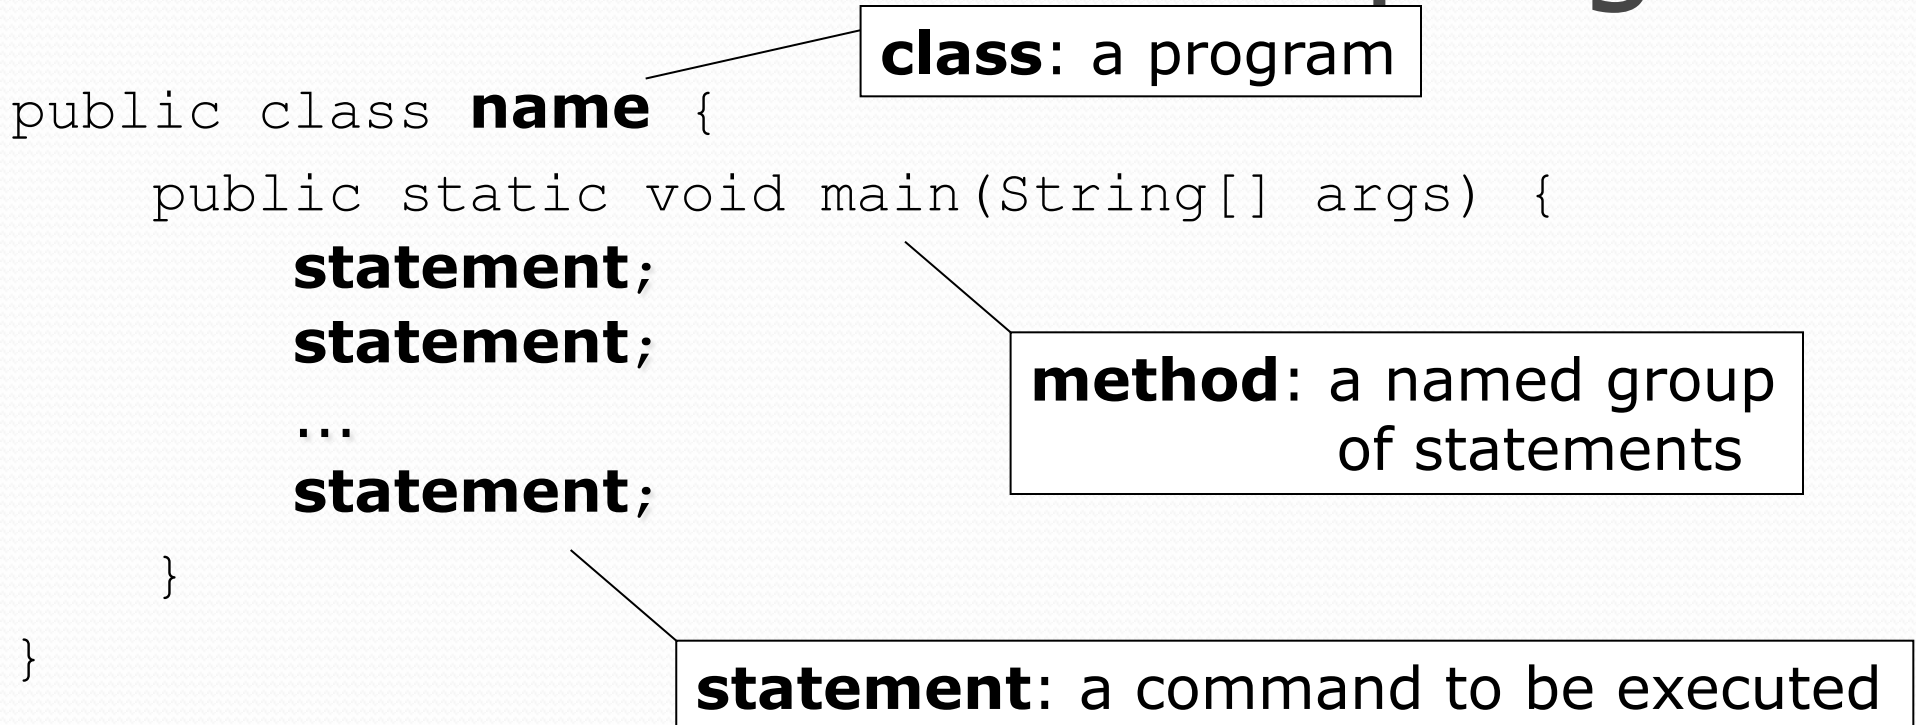 class: a program
public class name {
public static void main(String[] args) {
statement;
statement;
...
statement;
method: a named group
of statements
}
}
statement: a command to be executed